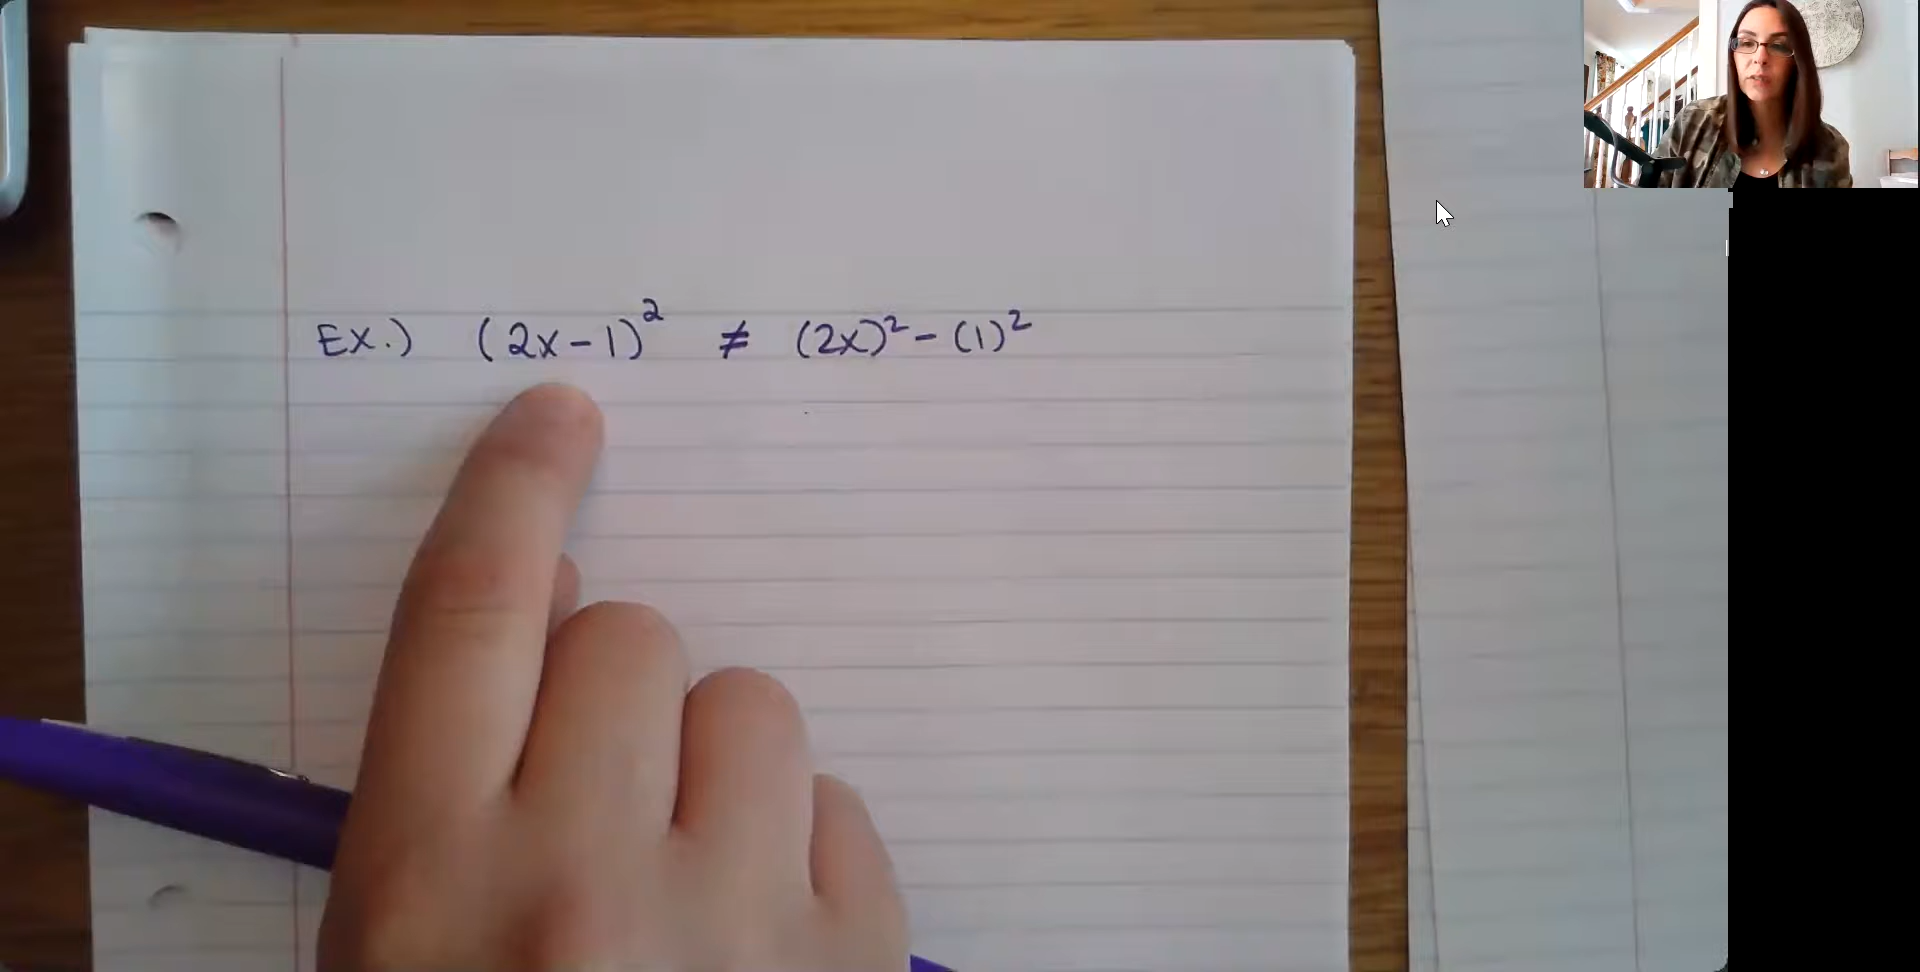 Ex.) (2x-1)² ≠ (2x)² - (1)²